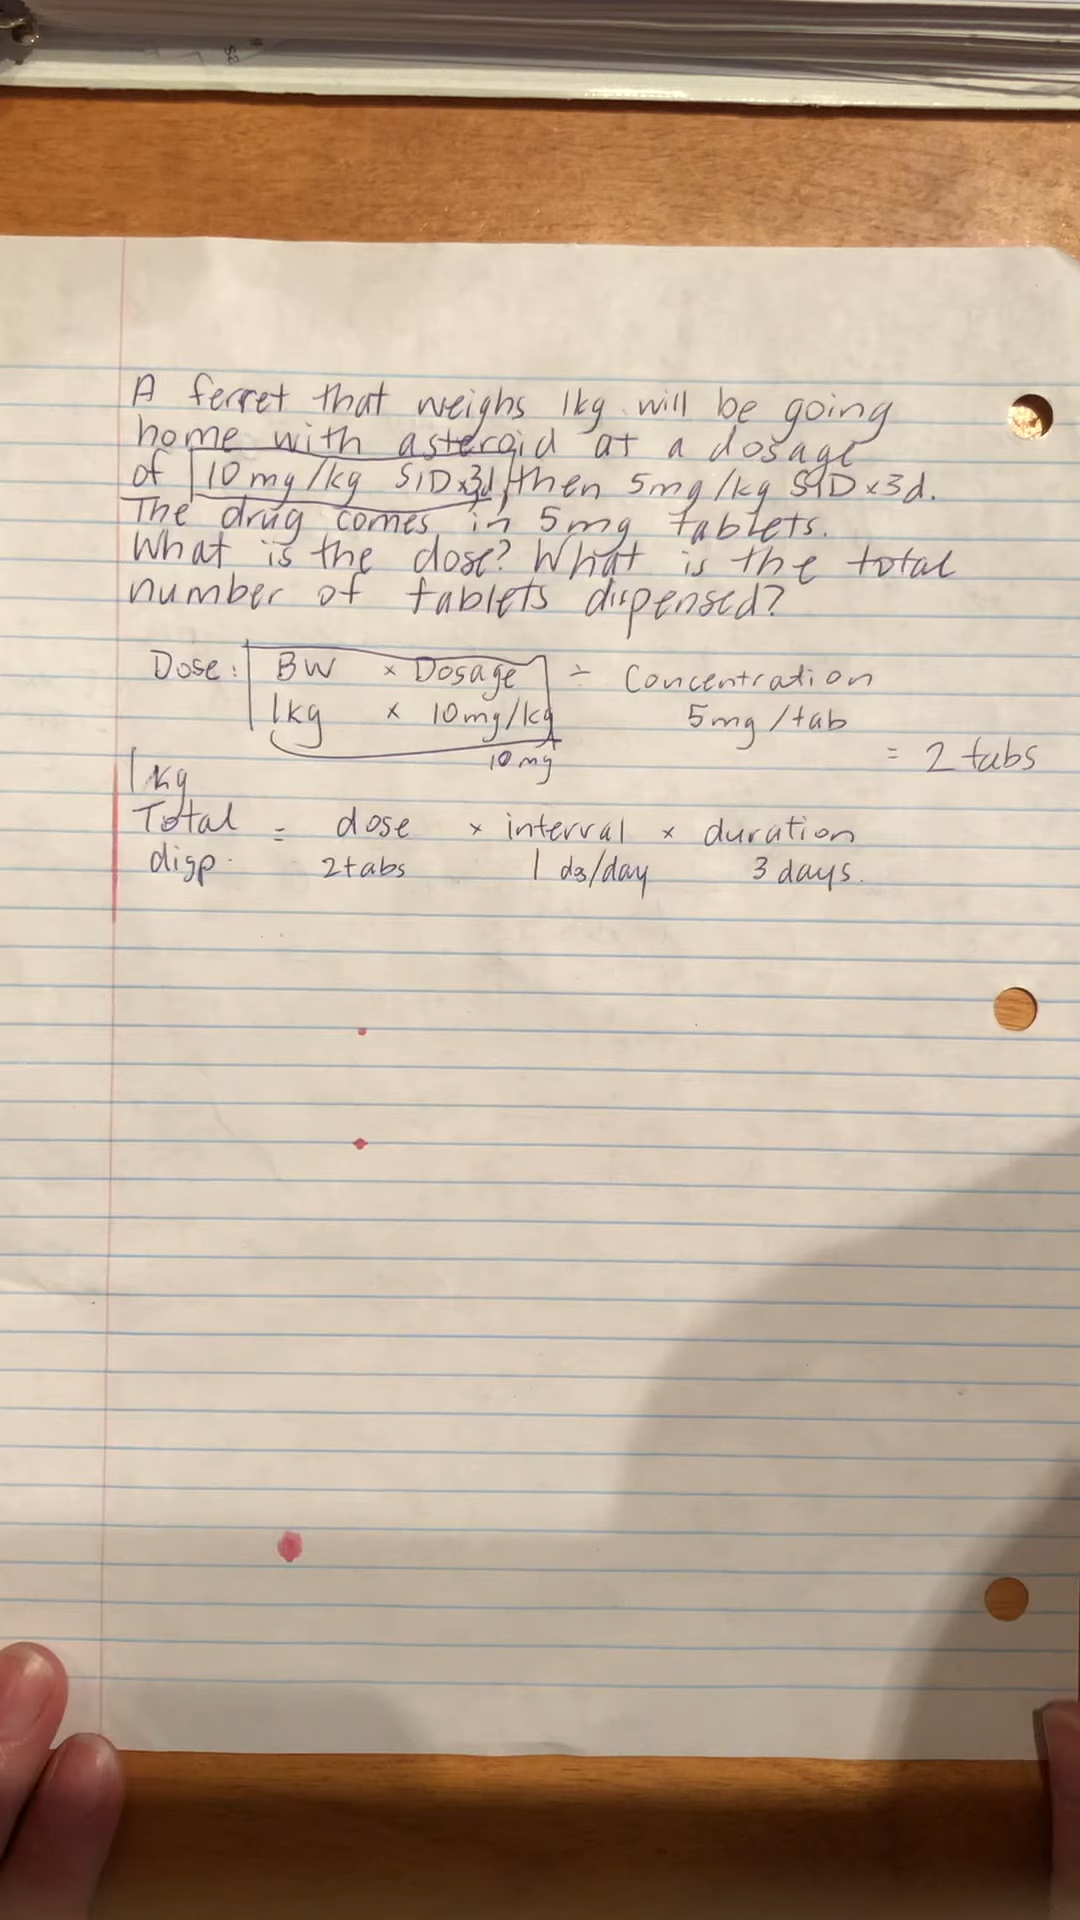 A ferret that weighs 1kg will be going
home with asteroid at a dosage
of 10mg/kg SID x3d, then 5mg/kg SID x3d.
The drug comes in 5mg tablets.
What is the dose? What is the total
number of tablets dispensed?
Dose: BW x Dosage ÷ Concentration
1kg x 10mg/kg 5mg/tab
10mg = 2 tabs
1kg
Total = dose x interval x duration
disp. 2tabs 1 ds/day 3 days.